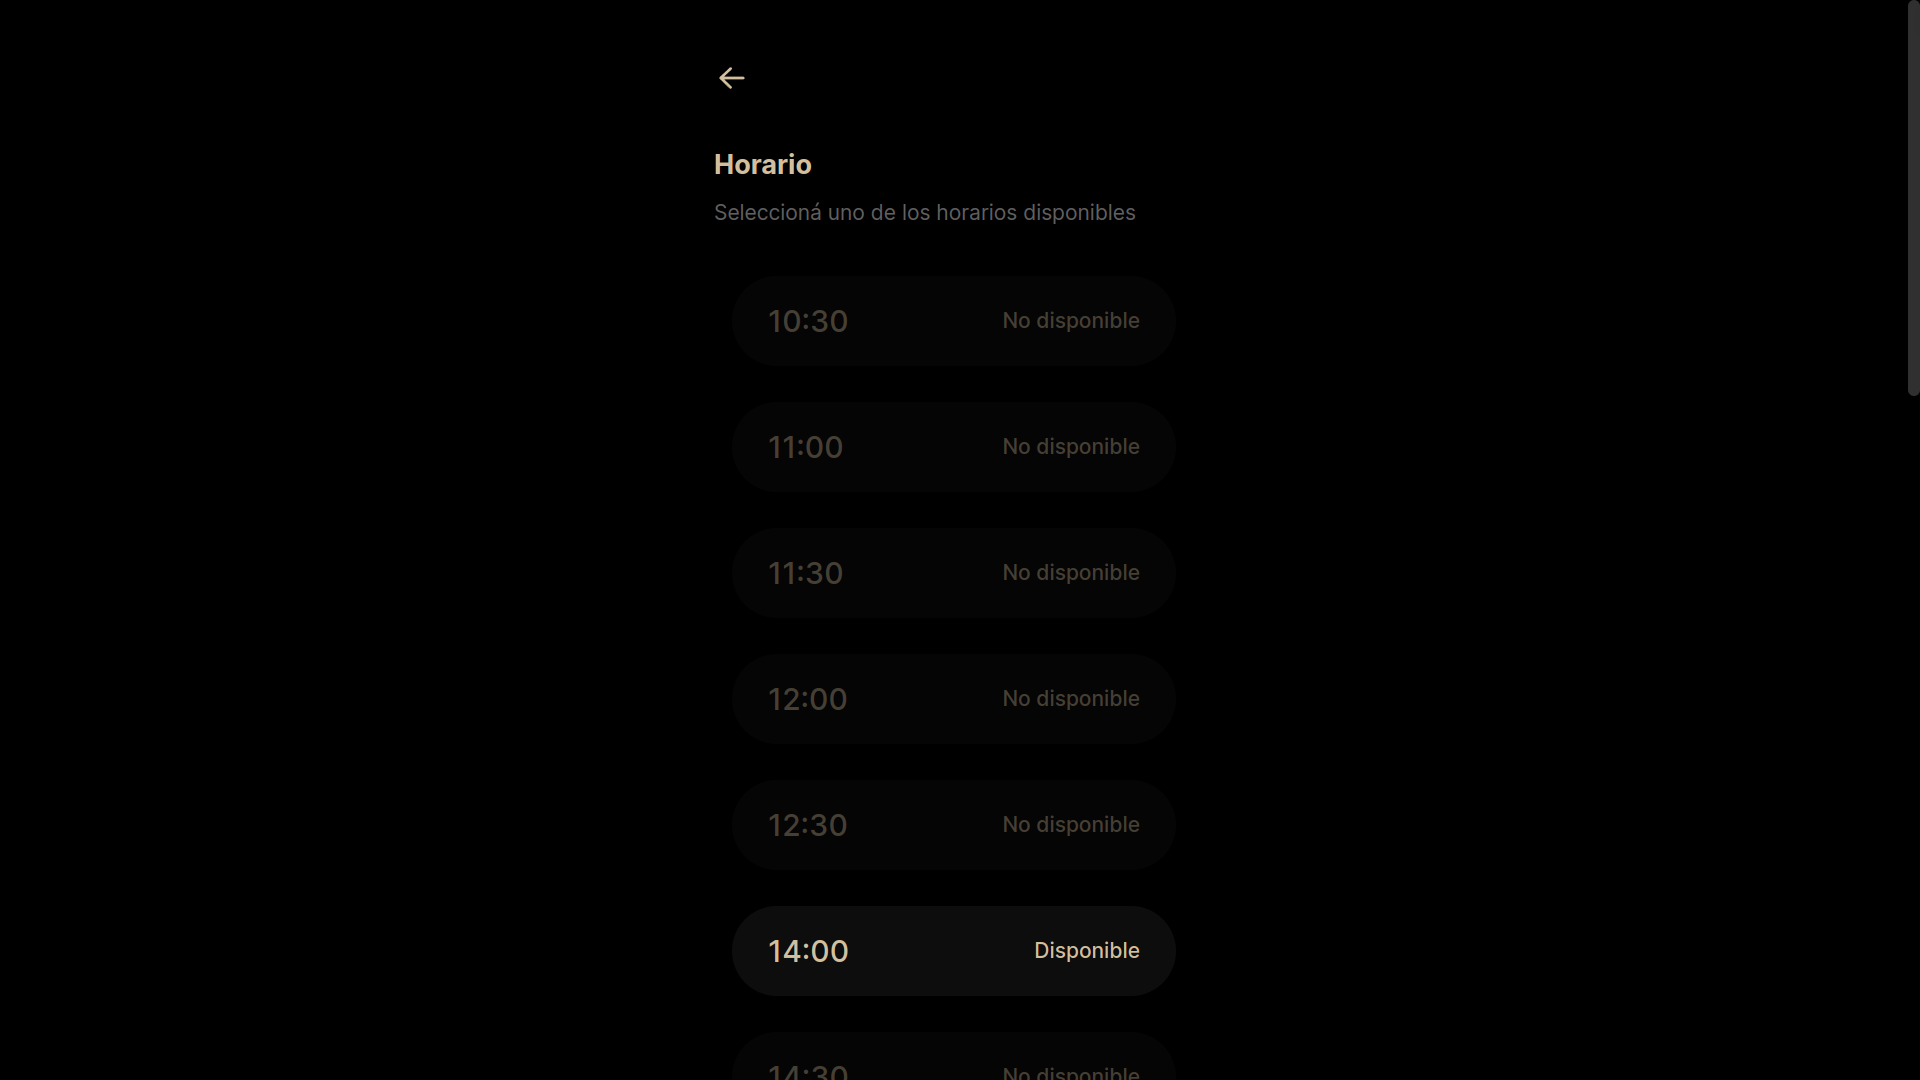 Horario
Seleccioná uno de los horarios disponibles
10:30 No disponible
11:00 No disponible
11:30 No disponible
12:00 No disponible
12:30 No disponible
14:00 Disponible
14:30 No disponible